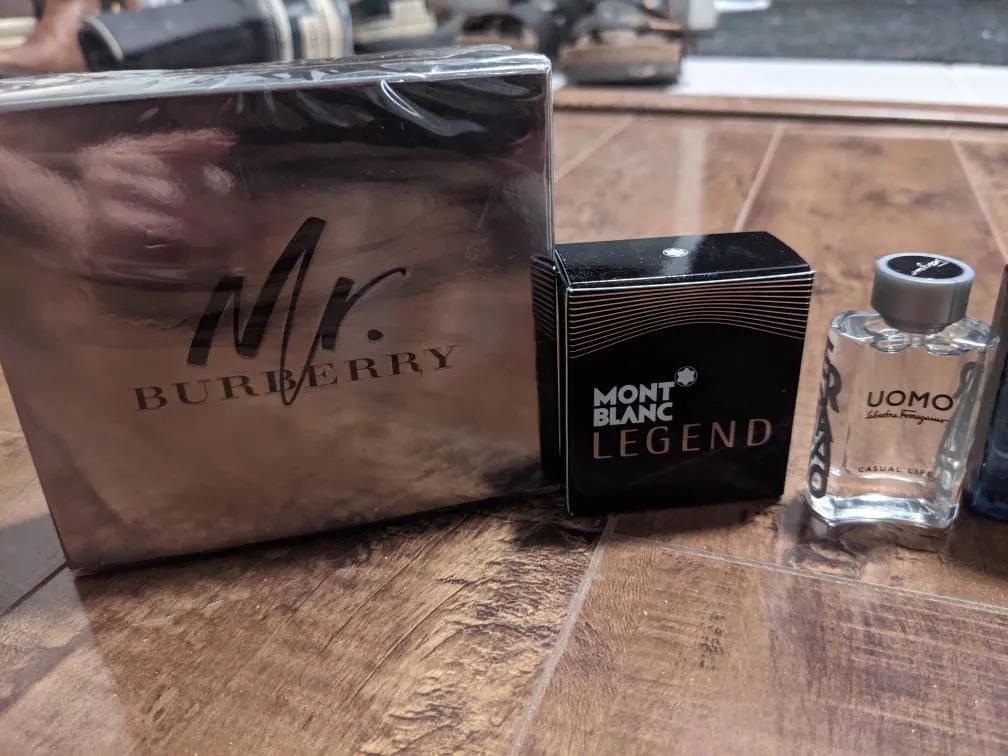 Mr.
BURBERRY
MONT
BLANC
LEGEND
UOMO
Salvatore Ferragamo
CASUAL LIFE